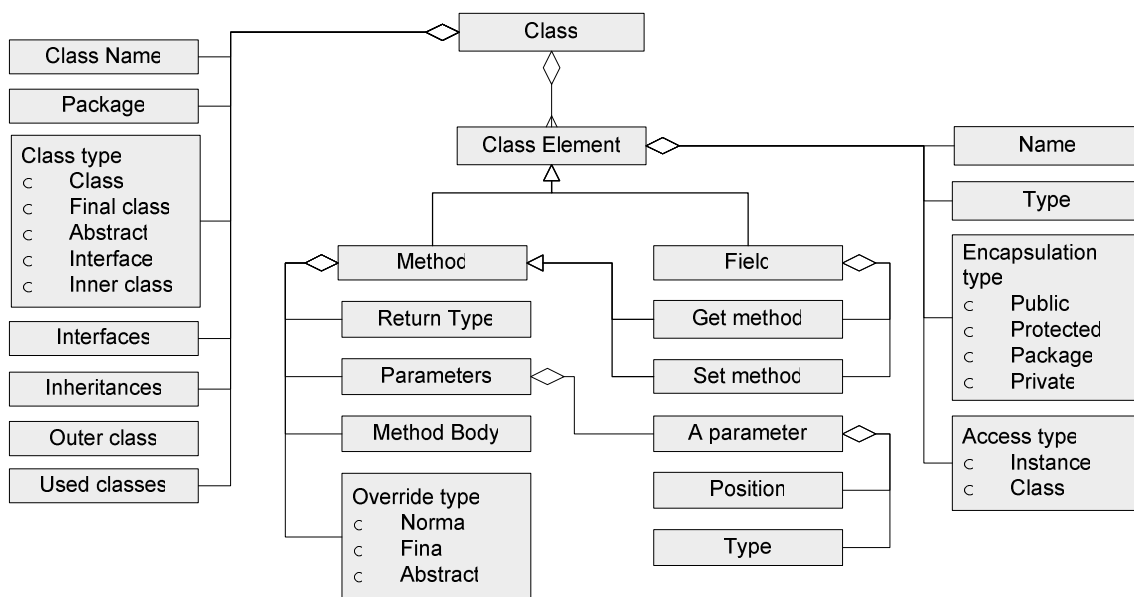 Class
Class Name
Package
Class type
⊂ Class
⊂ Final class
⊂ Abstract
⊂ Interface
⊂ Inner class
Interfaces
Inheritances
Outer class
Used classes
Class Element
Name
Type
Encapsulation
type
⊂ Public
⊂ Protected
⊂ Package
⊂ Private
Access type
⊂ Instance
⊂ Class
Method
Return Type
Parameters
Method Body
Override type
⊂ Norma
⊂ Fina
⊂ Abstract
Field
Get method
Set method
A parameter
Position
Type